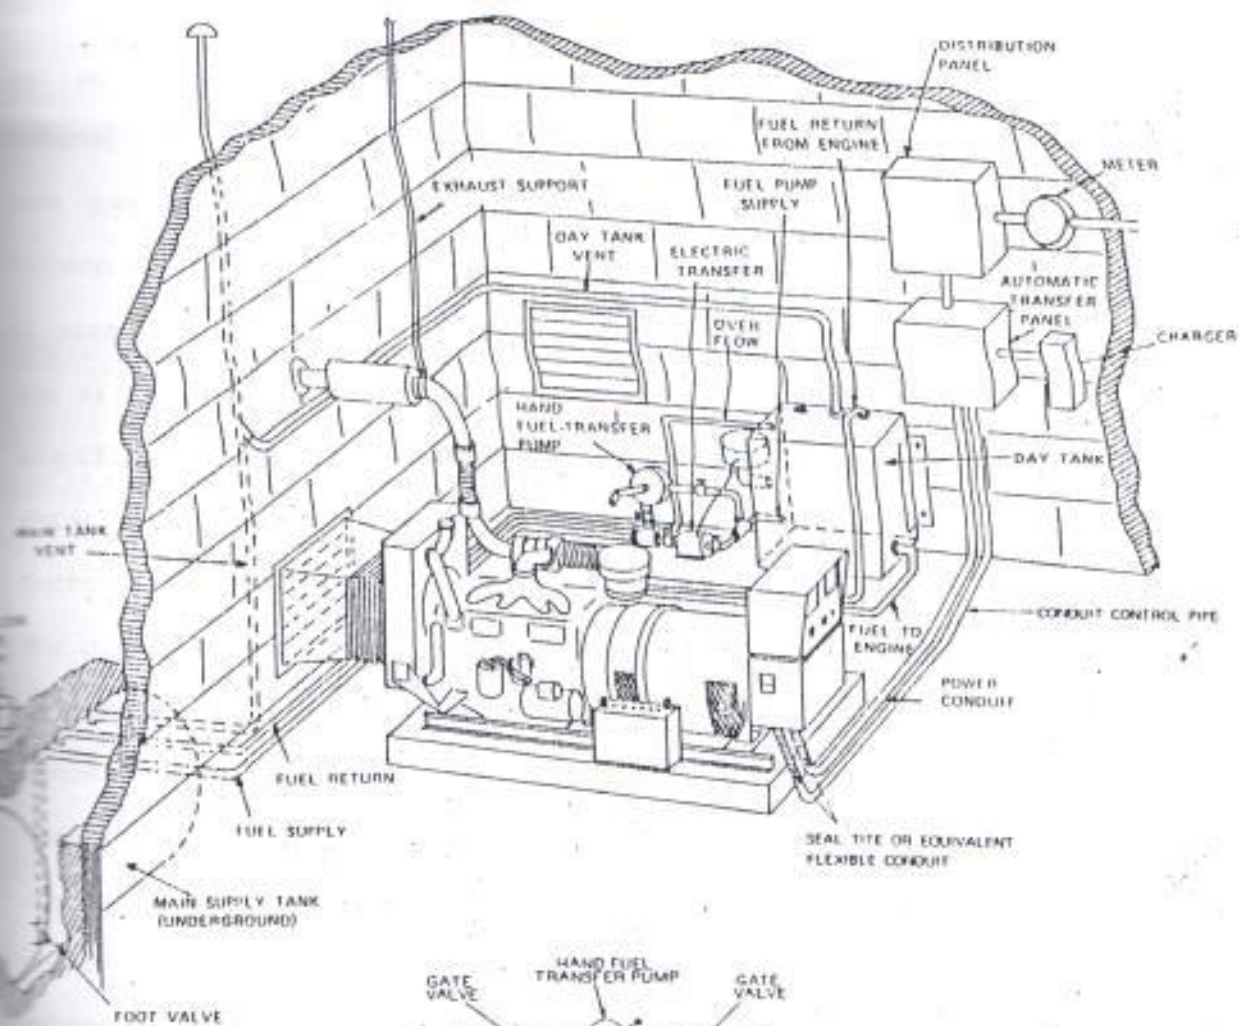 DISTRIBUTION
PANEL
FUEL RETURN
FROM ENGINE
METER
EXHAUST SUPPORT
FUEL PUMP
SUPPLY
DAY TANK
VENT
ELECTRIC
TRANSFER
AUTOMATIC
TRANSFER
PANEL
OVER
FLOW
CHARGER
HAND
FUEL-TRANSFER
PUMP
DAY TANK
MAIN TANK
VENT
CONDUIT CONTROL PIPE
FUEL TO
ENGINE
POWER
CONDUIT
FUEL RETURN
FUEL SUPPLY
SEAL TITE OR EQUIVALENT
FLEXIBLE CONDUIT
MAIN SUPPLY TANK
(UNDERGROUND)
HAND FUEL
TRANSFER PUMP
GATE
VALVE
GATE
VALVE
FOOT VALVE